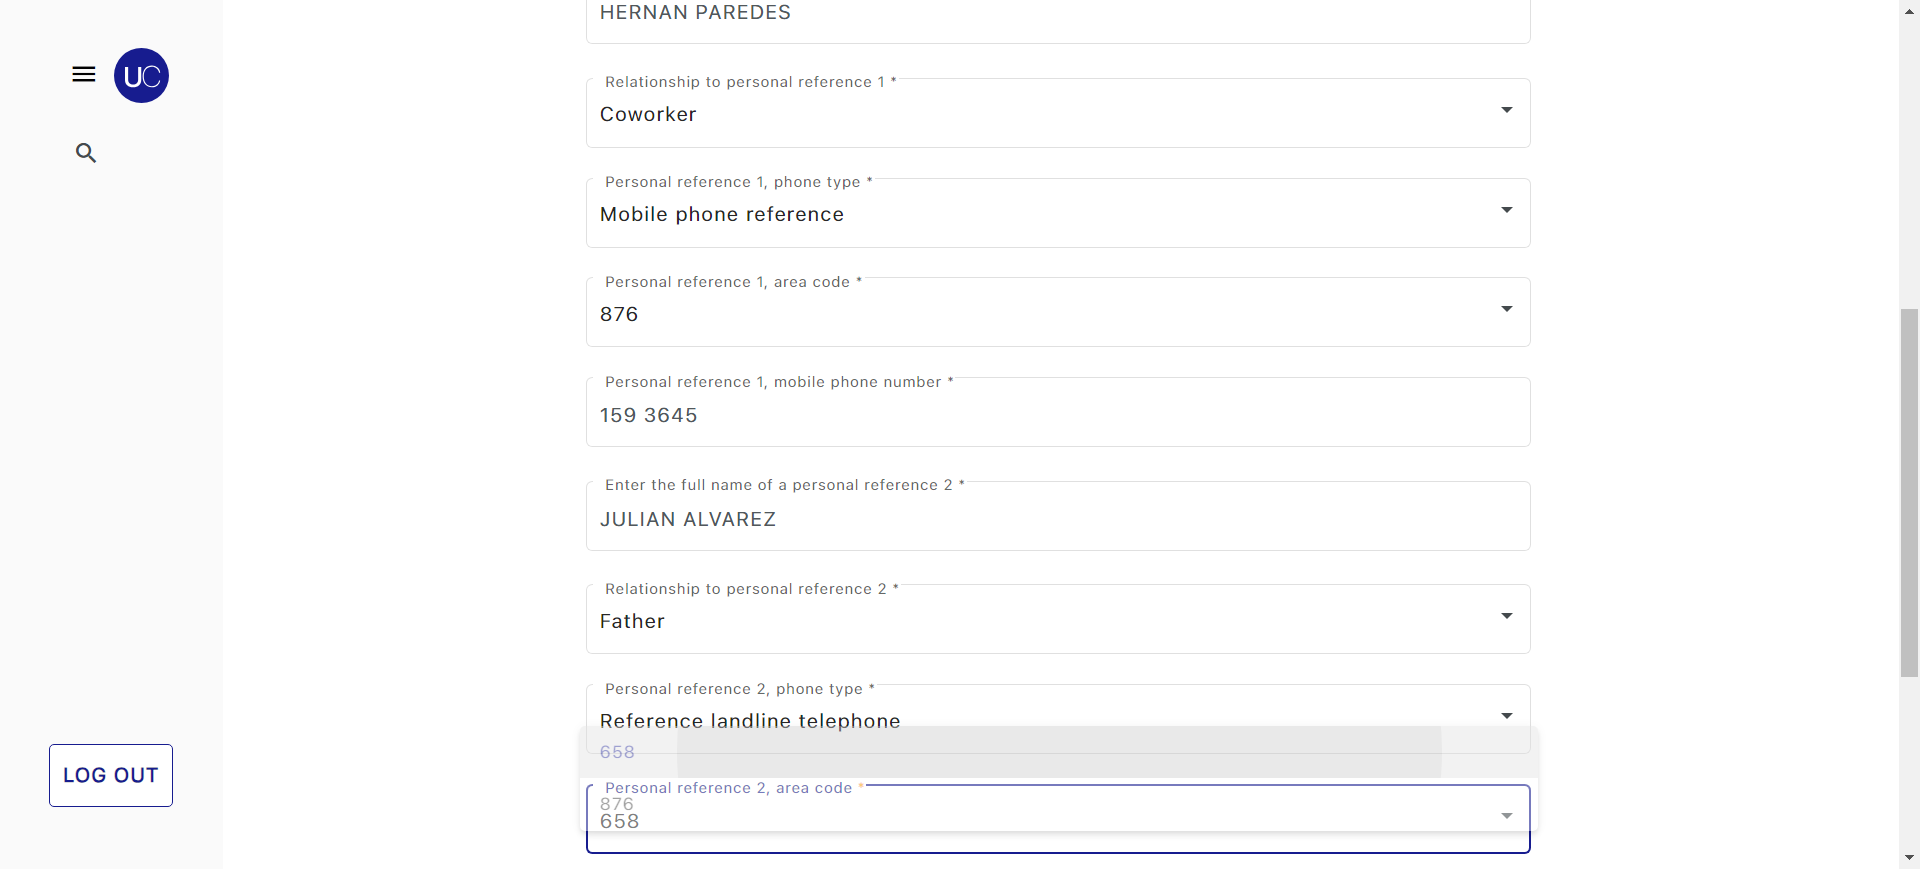 HERNAN PAREDES
UC
Relationship to personal reference 1 *
Coworker
Personal reference 1, phone type *
Mobile phone reference
Personal reference 1, area code *
876
Personal reference 1, mobile phone number *
159 3645
Enter the full name of a personal reference 2 *
JULIAN ALVAREZ
Relationship to personal reference 2 *
Father
Personal reference 2, phone type *
Reference landline telephone
658
Personal reference 2, area code *
876
658
LOG OUT